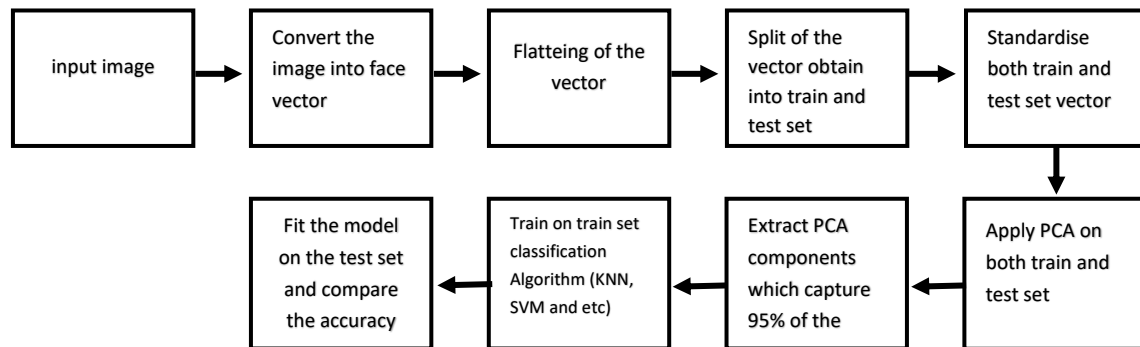 input image
Convert the
image into face
vector
Flatteing of the
vector
Split of the
vector obtain
into train and
test set
Standardise
both train and
test set vector
Apply PCA on
both train and
test set
Extract PCA
components
which capture
95% of the
Train on train set
classification
Algorithm (KNN,
SVM and etc)
Fit the model
on the test set
and compare
the accuracy